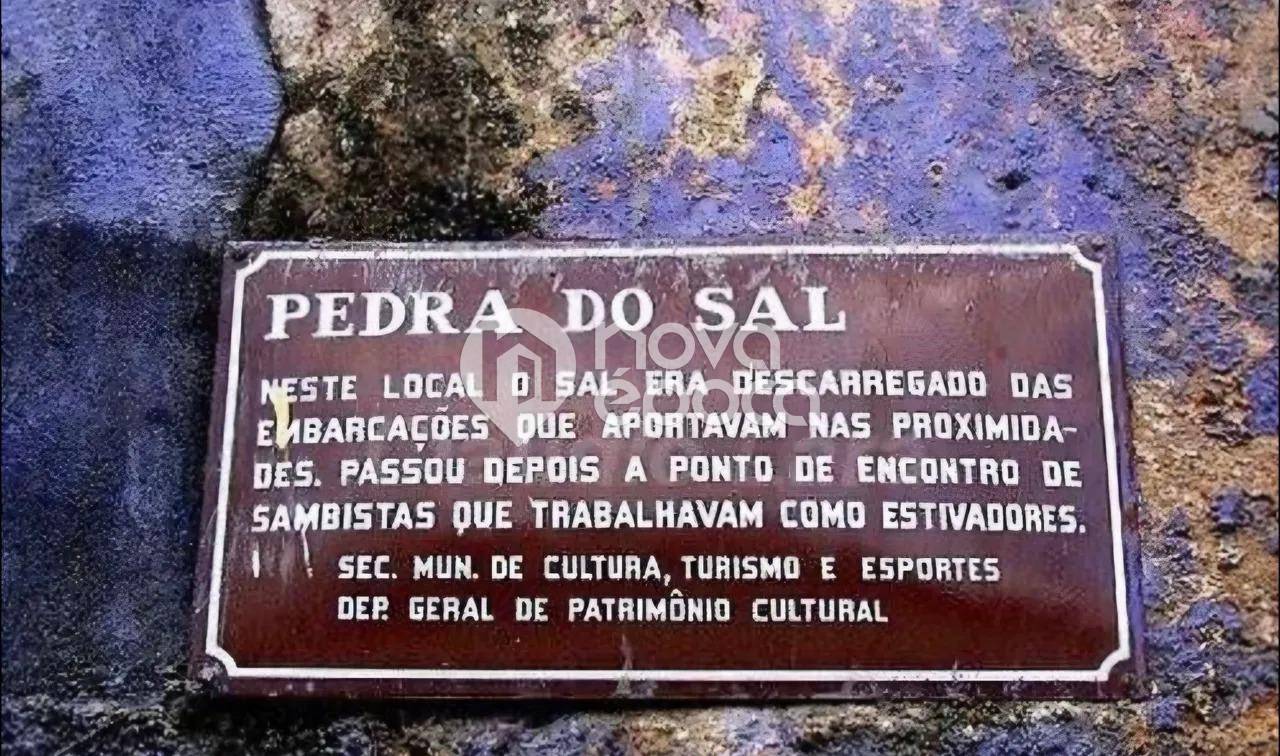 PEDRA DO SAL
nova
época
NESTE LOCAL O SAL ERA DESCARREGADO DAS
EMBARCAÇÕES QUE APORTAVAM NAS PROXIMIDA-
DES. PASSOU DEPOIS A PONTO DE ENCONTRO DE
SAMBISTAS QUE TRABALHAVAM COMO ESTIVADORES.
SEC. MUN. DE CULTURA, TURISMO E ESPORTES
DEP. GERAL DE PATRIMÔNIO CULTURAL